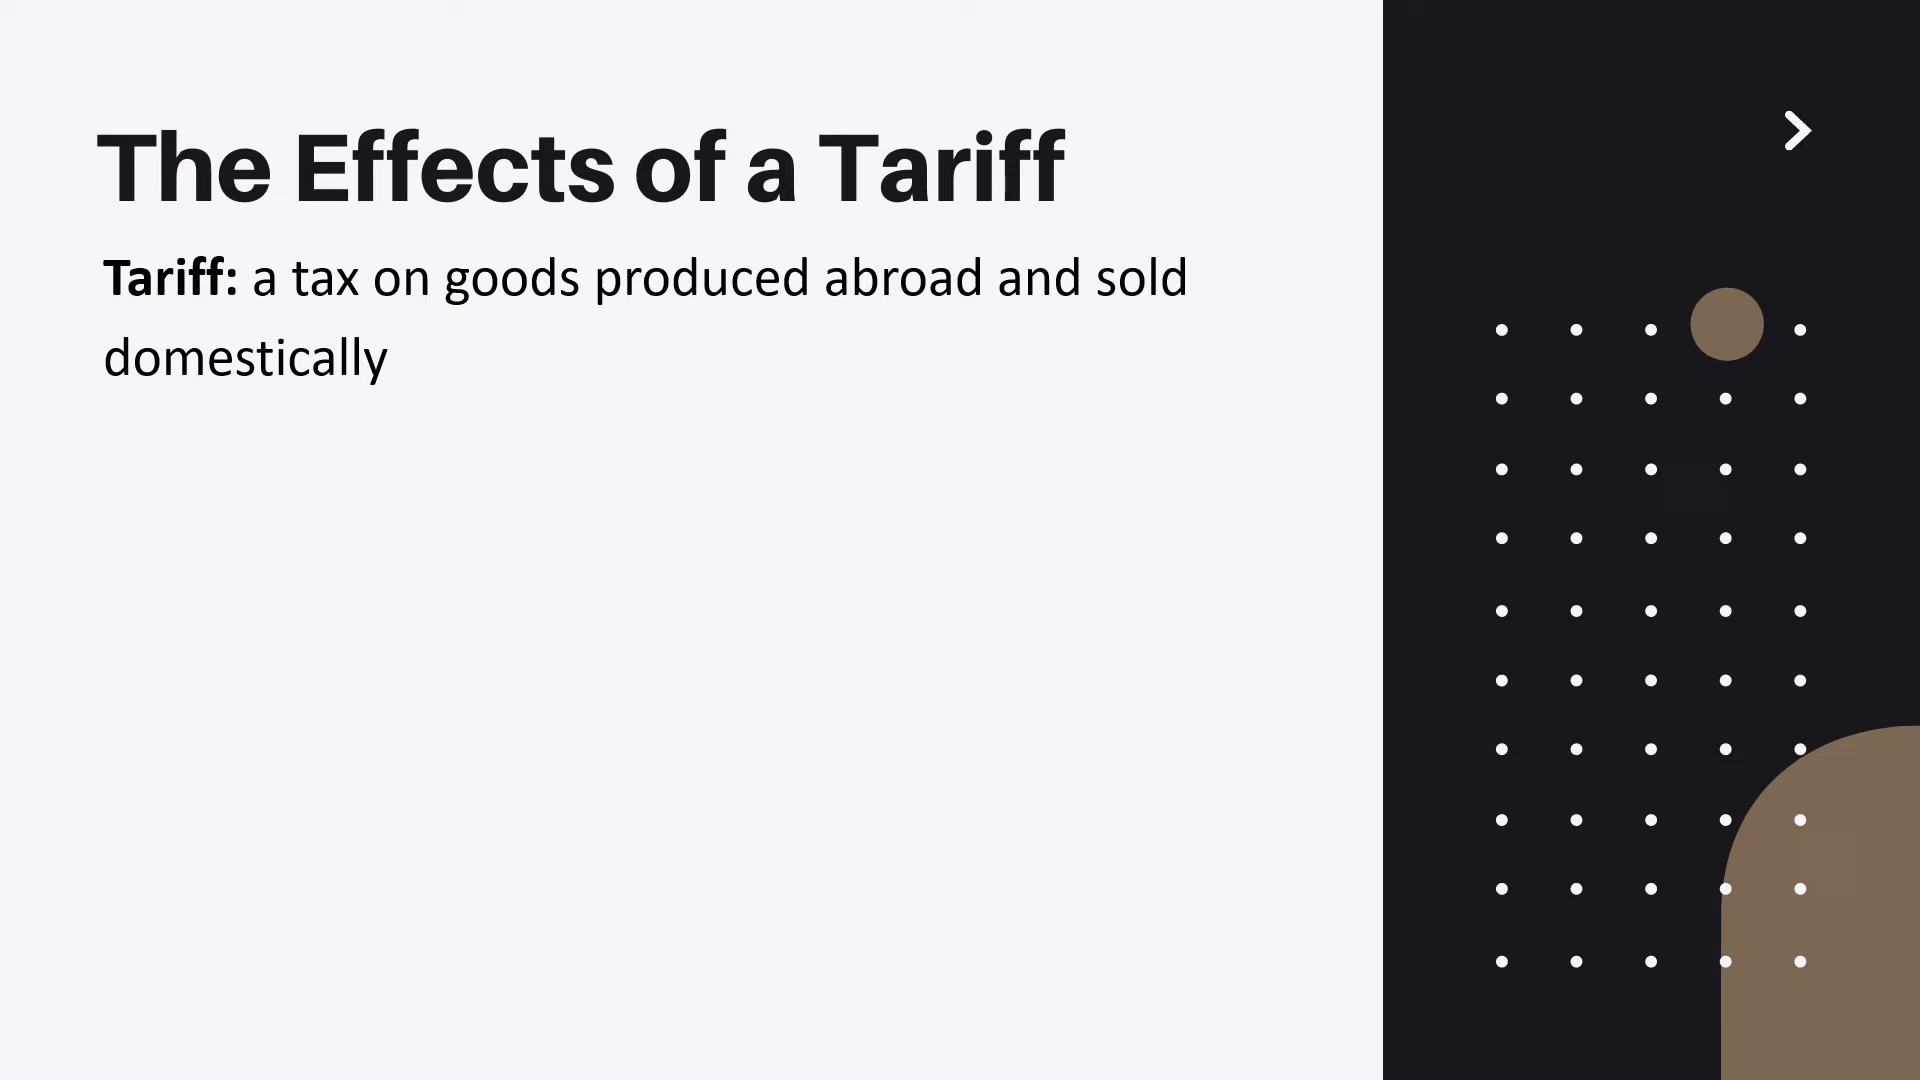 The Effects of a Tariff
Tariff: a tax on goods produced abroad and sold
domestically